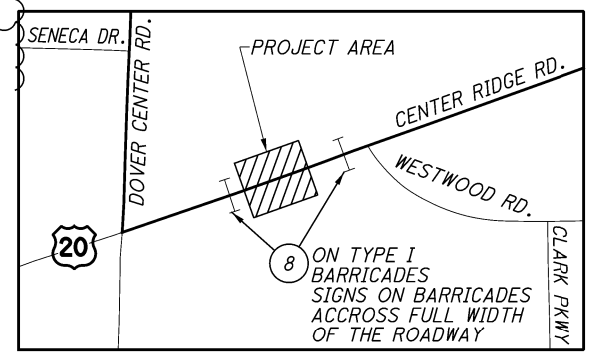 SENECA DR.
DOVER CENTER RD.
PROJECT AREA
CENTER RIDGE RD.
WESTWOOD RD.
20
8
ON TYPE I
BARRICADES
SIGNS ON BARRICADES
ACCROSS FULL WIDTH
OF THE ROADWAY
CLARK PKWY